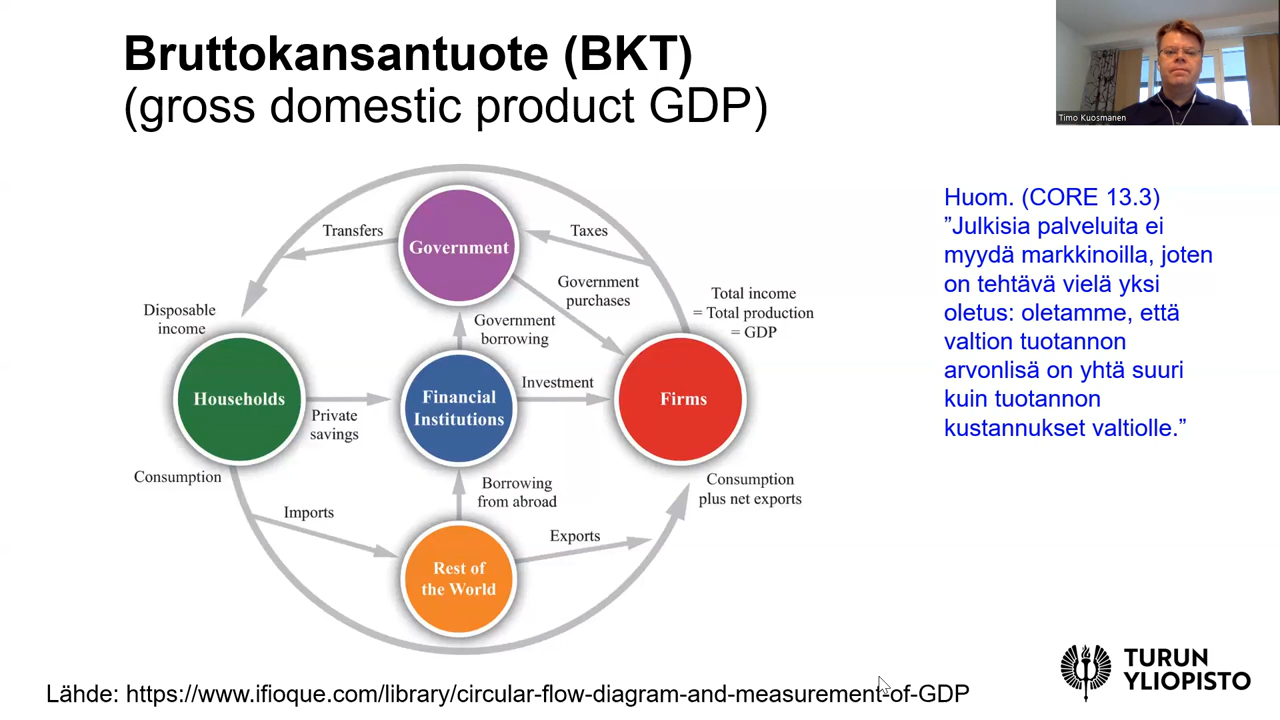 Bruttokansantuote (BKT)
(gross domestic product GDP)
Timo Kuosmanen
Huom. (CORE 13.3)
”Julkisia palveluita ei
myydä markkinoilla, joten
on tehtävä vielä yksi
oletus: oletamme, että
valtion tuotannon
arvonlisä on yhtä suuri
kuin tuotannon
kustannukset valtiolle.”
Transfers
Government
Taxes
Government
purchases
Total income
= Total production
= GDP
Disposable
income
Government
borrowing
Households
Private
savings
Financial
Institutions
Investment
Firms
Consumption
Borrowing
from abroad
Consumption
plus net exports
Imports
Exports
Rest of
the World
TURUN
YLIOPISTO
Lähde: https://www.ifioque.com/library/circular-flow-diagram-and-measurement-of-GDP